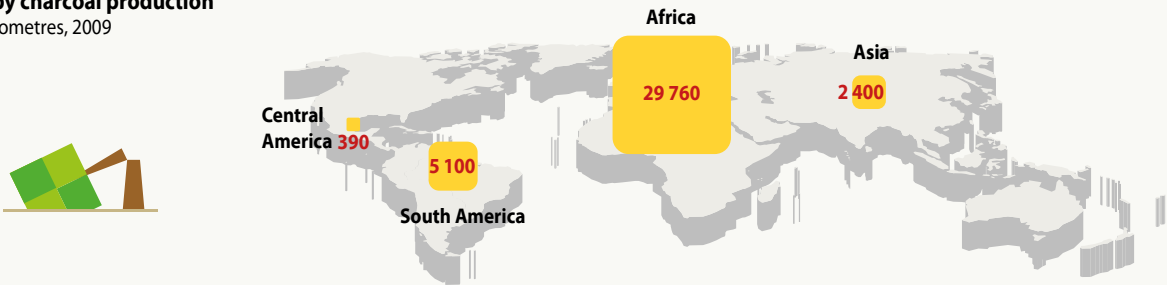 by charcoal production
ometres, 2009
Africa
29 760
Asia
2 400
Central
America 390
5 100
South America